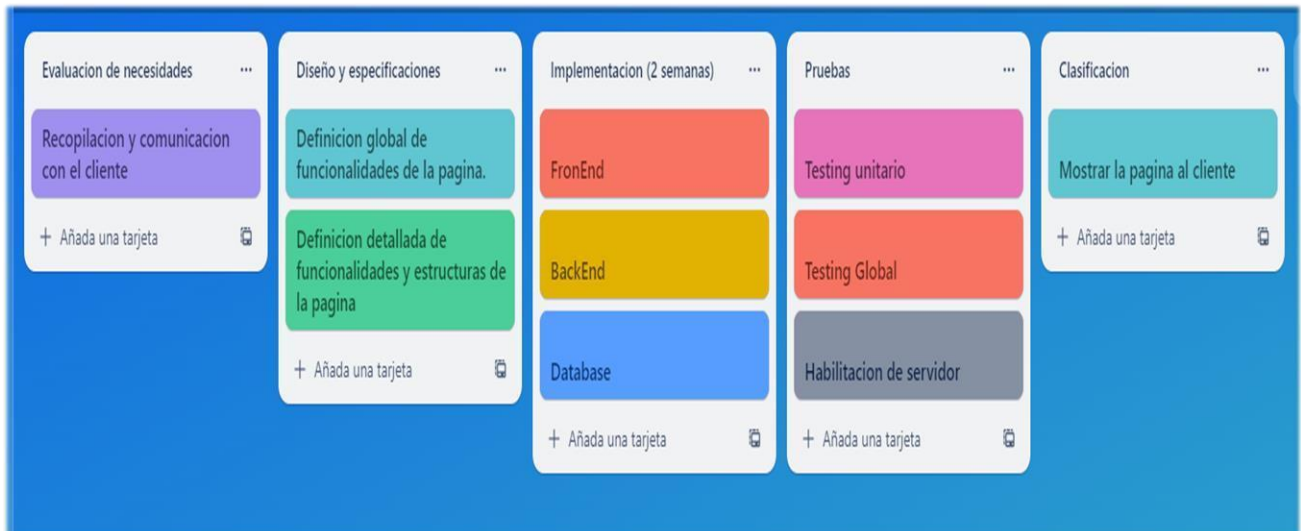 Evaluacion de necesidades
Recopilacion y comunicacion
con el cliente
+ Añada una tarjeta
Diseño y especificaciones
Definicion global de
funcionalidades de la pagina.
Definicion detallada de
funcionalidades y estructuras de
la pagina
+ Añada una tarjeta
Implementacion (2 semanas)
FronEnd
BackEnd
Database
+ Añada una tarjeta
Pruebas
Testing unitario
Testing Global
Habilitacion de servidor
+ Añada una tarjeta
Clasificacion
Mostrar la pagina al cliente
+ Añada una tarjeta